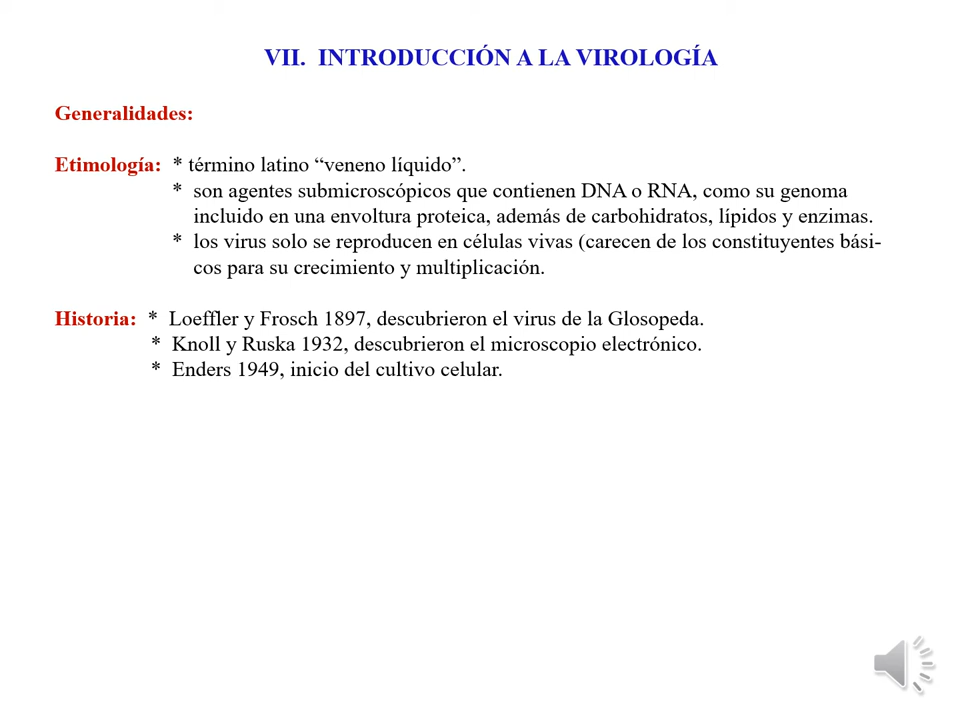 VII. INTRODUCCIÓN A LA VIROLOGÍA
Generalidades:
Etimología: * término latino “veneno líquido”.
* son agentes submicroscópicos que contienen DNA o RNA, como su genoma
incluido en una envoltura proteica, además de carbohidratos, lípidos y enzimas.
* los virus solo se reproducen en células vivas (carecen de los constituyentes bási-
cos para su crecimiento y multiplicación.
Historia: * Loeffler y Frosch 1897, descubrieron el virus de la Glosopeda.
* Knoll y Ruska 1932, descubrieron el microscopio electrónico.
* Enders 1949, inicio del cultivo celular.